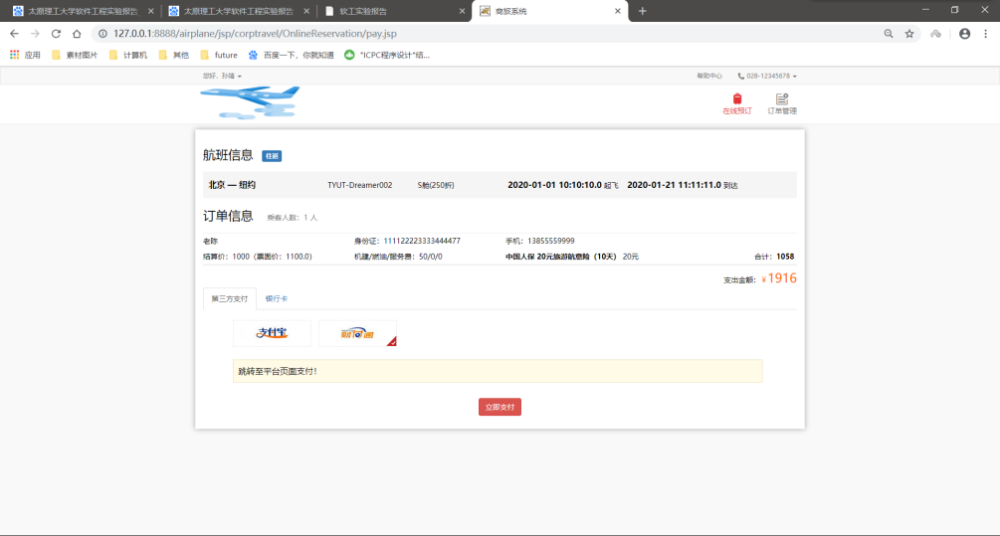 太原理工大学软件工程实验报告
太原理工大学软件工程实验报告
软工实验报告
商旅系统
127.0.0.1:8888/airplane/jsp/corptravel/OnlineReservation/pay.jsp
应用 素材图片 计算机 其他 future 百度一下，你就知道 "ICPC程序设计"结...
您好，孙靖 帮助中心 028-12345678
在线预订 订单管理
航班信息 往返
北京 — 纽约 TYUT-Dreamer002 S舱(250折) 2020-01-01 10:10:10.0 起飞 2020-01-21 11:11:11.0 到达
订单信息 乘客人数：1 人
老陈 身份证：111122223333444477 手机：13855559999
结算价：1000（票面价：1100.0） 机建/燃油/服务费：50/0/0 中国人保 20元旅游航意险（10天） 20元 合计：1058
支出金额：￥1916
第三方支付 银行卡
支付宝 财付通
跳转至平台页面支付！
立即支付